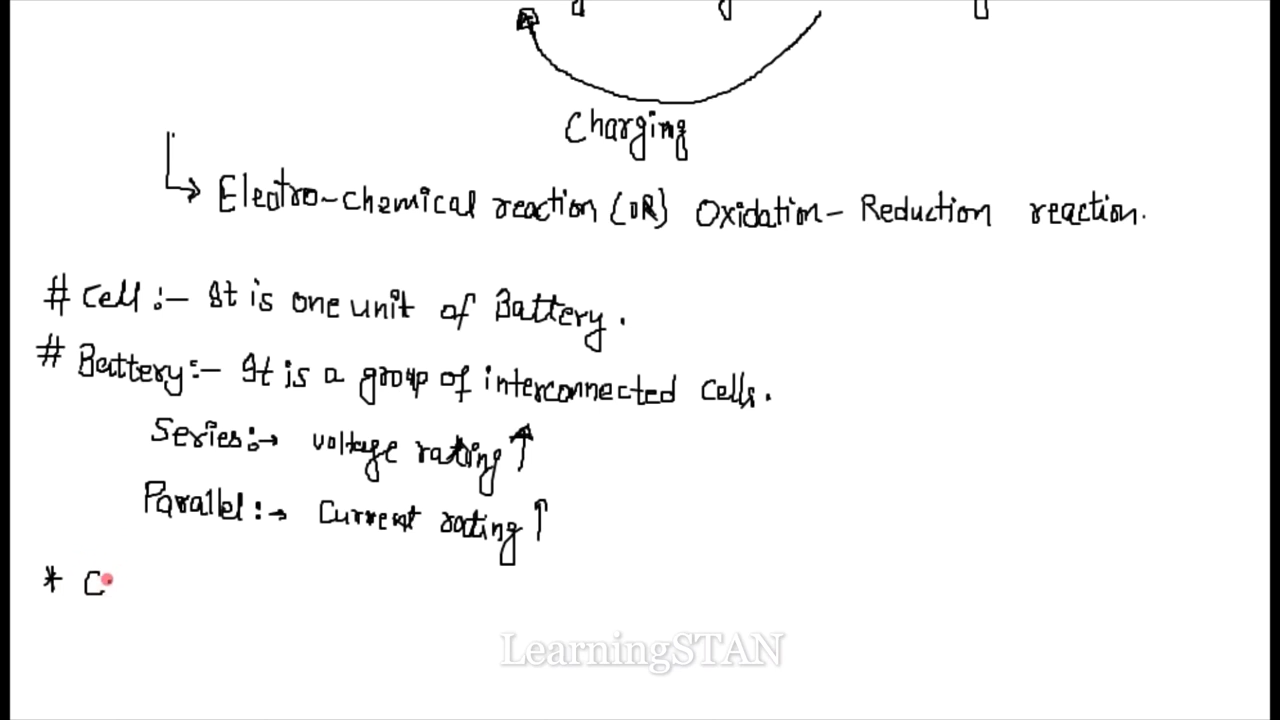 Charging
↳ Electro-chemical reaction (OR) Oxidation - Reduction reaction.
# Cell :- It is one unit of Battery.
# Battery :- It is a group of interconnected cells.
Series :→ voltage rating ↑
Parallel :→ Current rating ↑
* C
LearningSTAN